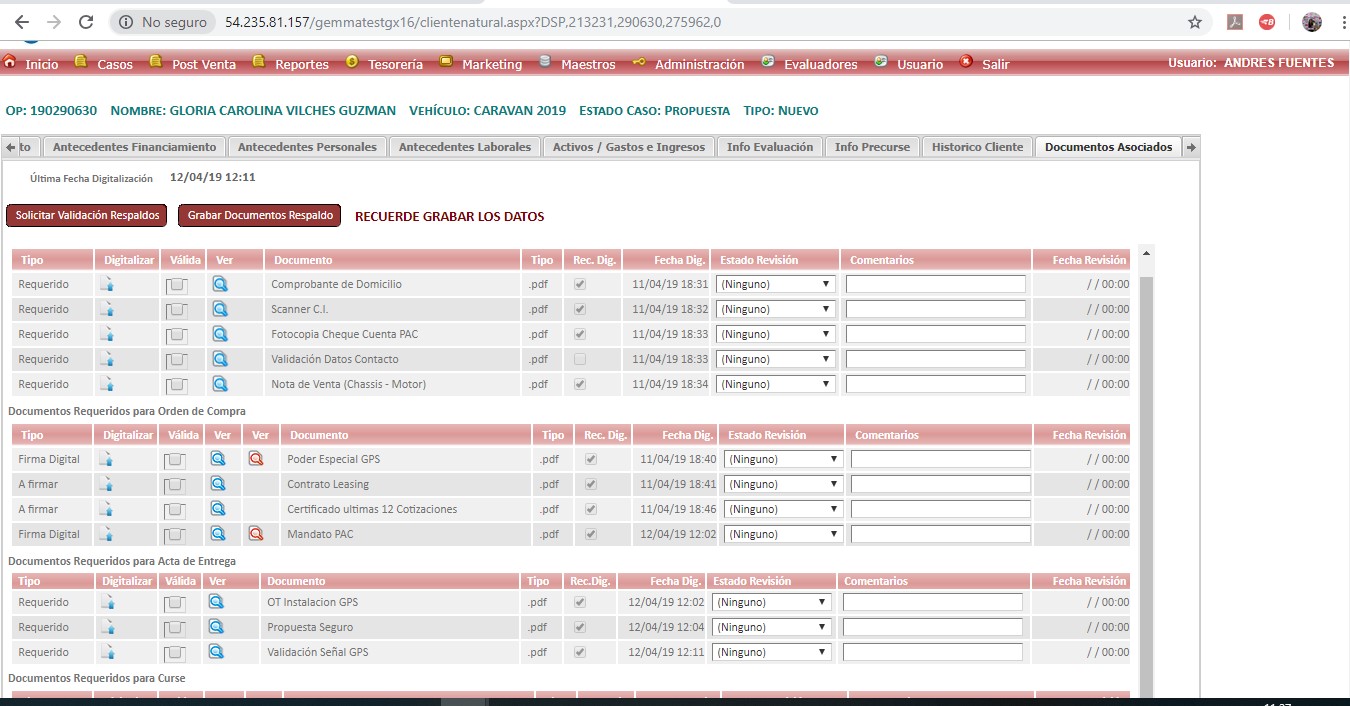 No seguro 54.235.81.157/gemmatestgx16/clientenatural.aspx?DSP,213231,290630,275962,0
Inicio Casos Post Venta Reportes Tesorería Marketing Maestros Administración Evaluadores Usuario Salir Usuario: ANDRES FUENTES
OP: 190290630 NOMBRE: GLORIA CAROLINA VILCHES GUZMAN VEHÍCULO: CARAVAN 2019 ESTADO CASO: PROPUESTA TIPO: NUEVO
to Antecedentes Financiamiento Antecedentes Personales Antecedentes Laborales Activos / Gastos e Ingresos Info Evaluación Info Precurse Historico Cliente Documentos Asociados
Última Fecha Digitalización 12/04/19 12:11
Solicitar Validación Respaldos Grabar Documentos Respaldo RECUERDE GRABAR LOS DATOS
Tipo Digitalizar Válida Ver Documento Tipo Rec. Dig. Fecha Dig. Estado Revisión Comentarios Fecha Revisión
Requerido Comprobante de Domicilio .pdf 11/04/19 18:31 (Ninguno) / / 00:00
Requerido Scanner C.I. .pdf 11/04/19 18:32 (Ninguno) / / 00:00
Requerido Fotocopia Cheque Cuenta PAC .pdf 11/04/19 18:33 (Ninguno) / / 00:00
Requerido Validación Datos Contacto .pdf 11/04/19 18:33 (Ninguno) / / 00:00
Requerido Nota de Venta (Chassis - Motor) .pdf 11/04/19 18:34 (Ninguno) / / 00:00
Documentos Requeridos para Orden de Compra
Tipo Digitalizar Válida Ver Ver Documento Tipo Rec. Dig. Fecha Dig. Estado Revisión Comentarios Fecha Revisión
Firma Digital Poder Especial GPS .pdf 11/04/19 18:40 (Ninguno) / / 00:00
A firmar Contrato Leasing .pdf 11/04/19 18:41 (Ninguno) / / 00:00
A firmar Certificado ultimas 12 Cotizaciones .pdf 11/04/19 18:46 (Ninguno) / / 00:00
Firma Digital Mandato PAC .pdf 12/04/19 12:02 (Ninguno) / / 00:00
Documentos Requeridos para Acta de Entrega
Tipo Digitalizar Válida Ver Documento Tipo Rec.Dig. Fecha Dig. Estado Revisión Comentarios Fecha Revisión
Requerido OT Instalacion GPS .pdf 12/04/19 12:02 (Ninguno) / / 00:00
Requerido Propuesta Seguro .pdf 12/04/19 12:04 (Ninguno) / / 00:00
Requerido Validación Señal GPS .pdf 12/04/19 12:11 (Ninguno) / / 00:00
Documentos Requeridos para Curse